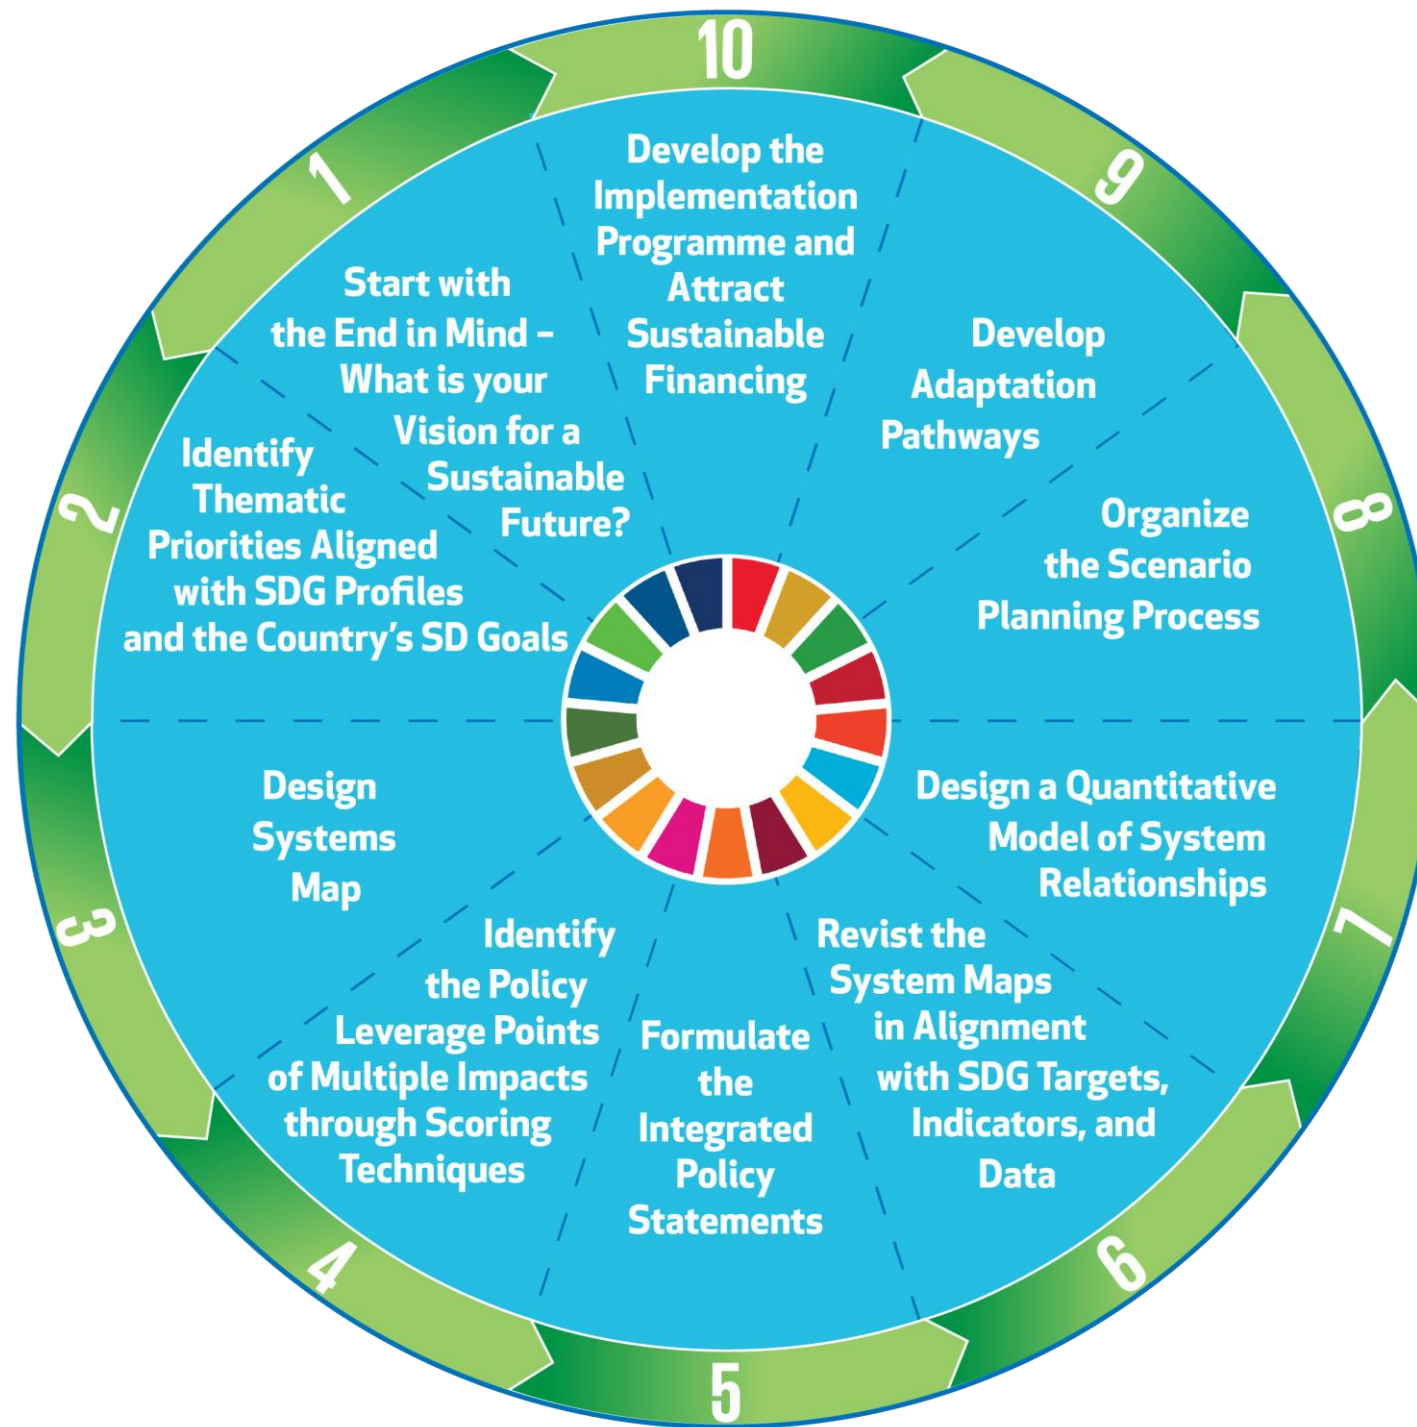 1
Start with
the End in Mind –
What is your
Vision for a
Sustainable
Future?
2
Identify
Thematic
Priorities Aligned
with SDG Profiles
and the Country's SD Goals
3
Design
Systems
Map
4
Identify
the Policy
Leverage Points
of Multiple Impacts
through Scoring
Techniques
5
Formulate
the
Integrated
Policy
Statements
6
Revist the
System Maps
in Alignment
with SDG Targets,
Indicators, and
Data
7
Design a Quantitative
Model of System
Relationships
8
Organize
the Scenario
Planning Process
9
Develop
Adaptation
Pathways
10
Develop the
Implementation
Programme and
Attract
Sustainable
Financing